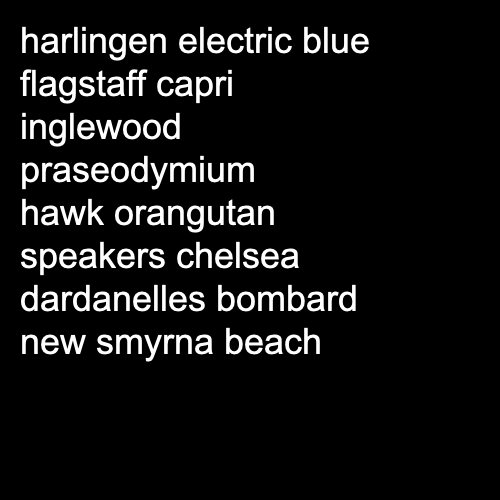 harlingen electric blue
flagstaff capri
inglewood
praseodymium
hawk orangutan
speakers chelsea
dardanelles bombard
new smyrna beach